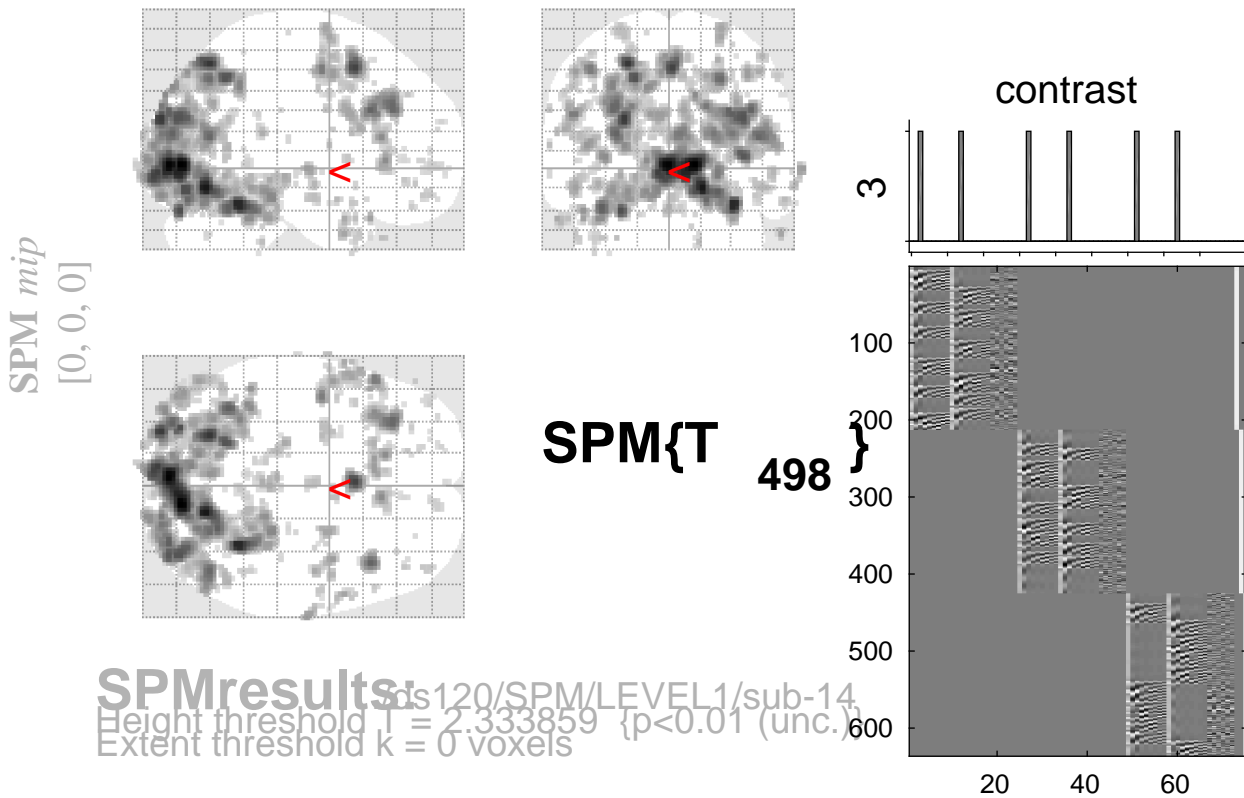 SPM mip
[0, 0, 0]
<
<
<
SPM{T498}
contrast
3
100
200
300
400
500
600
20 40 60
SPMresults: /ds120/SPM/LEVEL1/sub-14
Height threshold T = 2.333859 {p<0.01 (unc.)}
Extent threshold k = 0 voxels